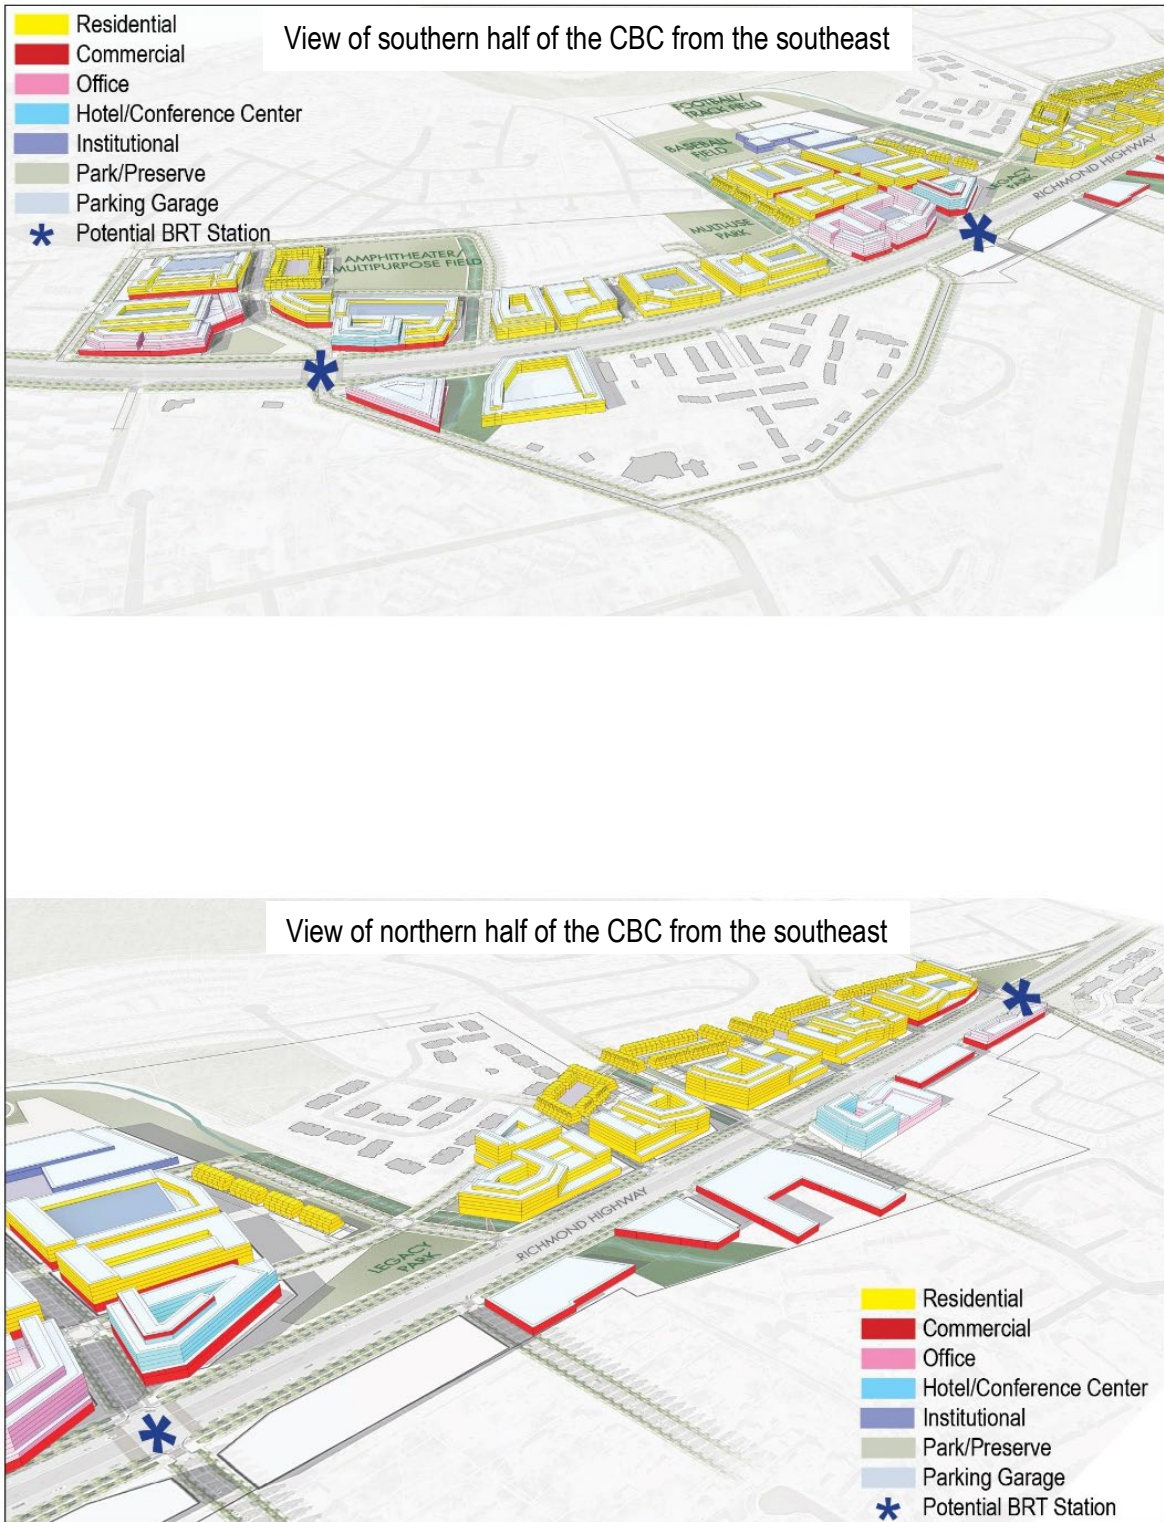 Residential
Commercial
Office
Hotel/Conference Center
Institutional
Park/Preserve
Parking Garage
Potential BRT Station
View of southern half of the CBC from the southeast
FOOTBALL/
TRACK FIELD
BASEBALL
FIELD
LEGACY
PARK
RICHMOND HIGHWAY
MULTIUSE
PARK
AMPHITHEATER/
MULTIPURPOSE FIELD
View of northern half of the CBC from the southeast
RICHMOND HIGHWAY
LEGACY
PARK
Residential
Commercial
Office
Hotel/Conference Center
Institutional
Park/Preserve
Parking Garage
Potential BRT Station